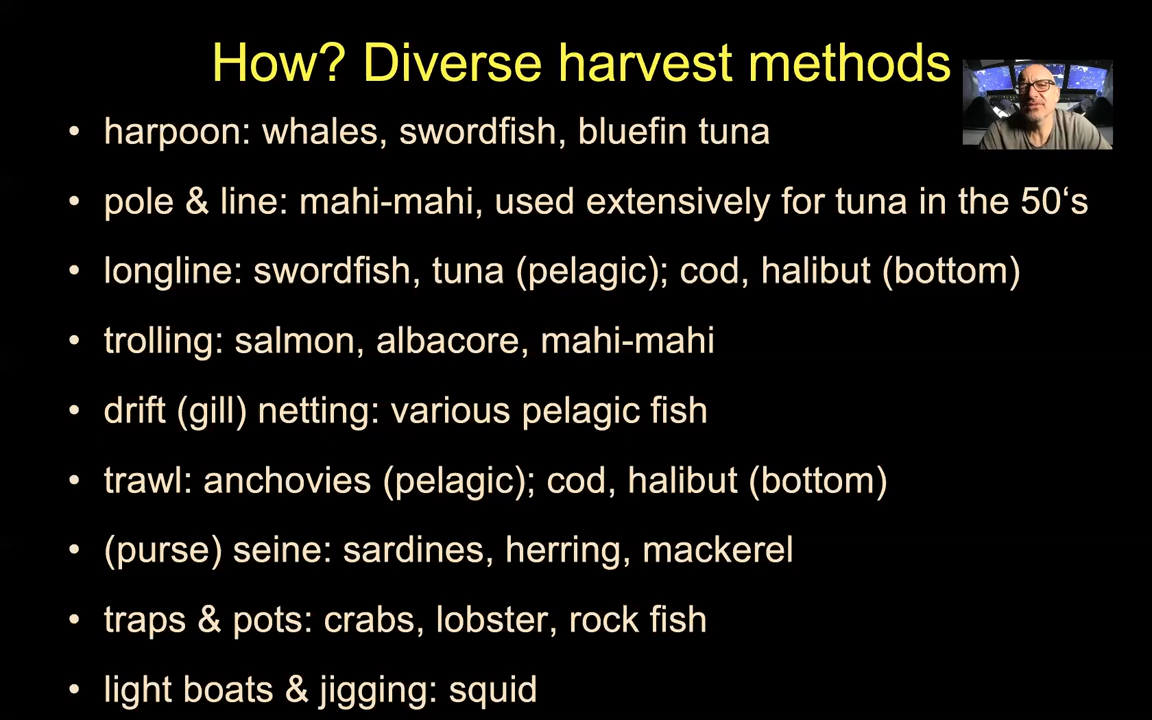 How? Diverse harvest methods
• harpoon: whales, swordfish, bluefin tuna
• pole & line: mahi-mahi, used extensively for tuna in the 50‘s
• longline: swordfish, tuna (pelagic); cod, halibut (bottom)
• trolling: salmon, albacore, mahi-mahi
• drift (gill) netting: various pelagic fish
• trawl: anchovies (pelagic); cod, halibut (bottom)
• (purse) seine: sardines, herring, mackerel
• traps & pots: crabs, lobster, rock fish
• light boats & jigging: squid